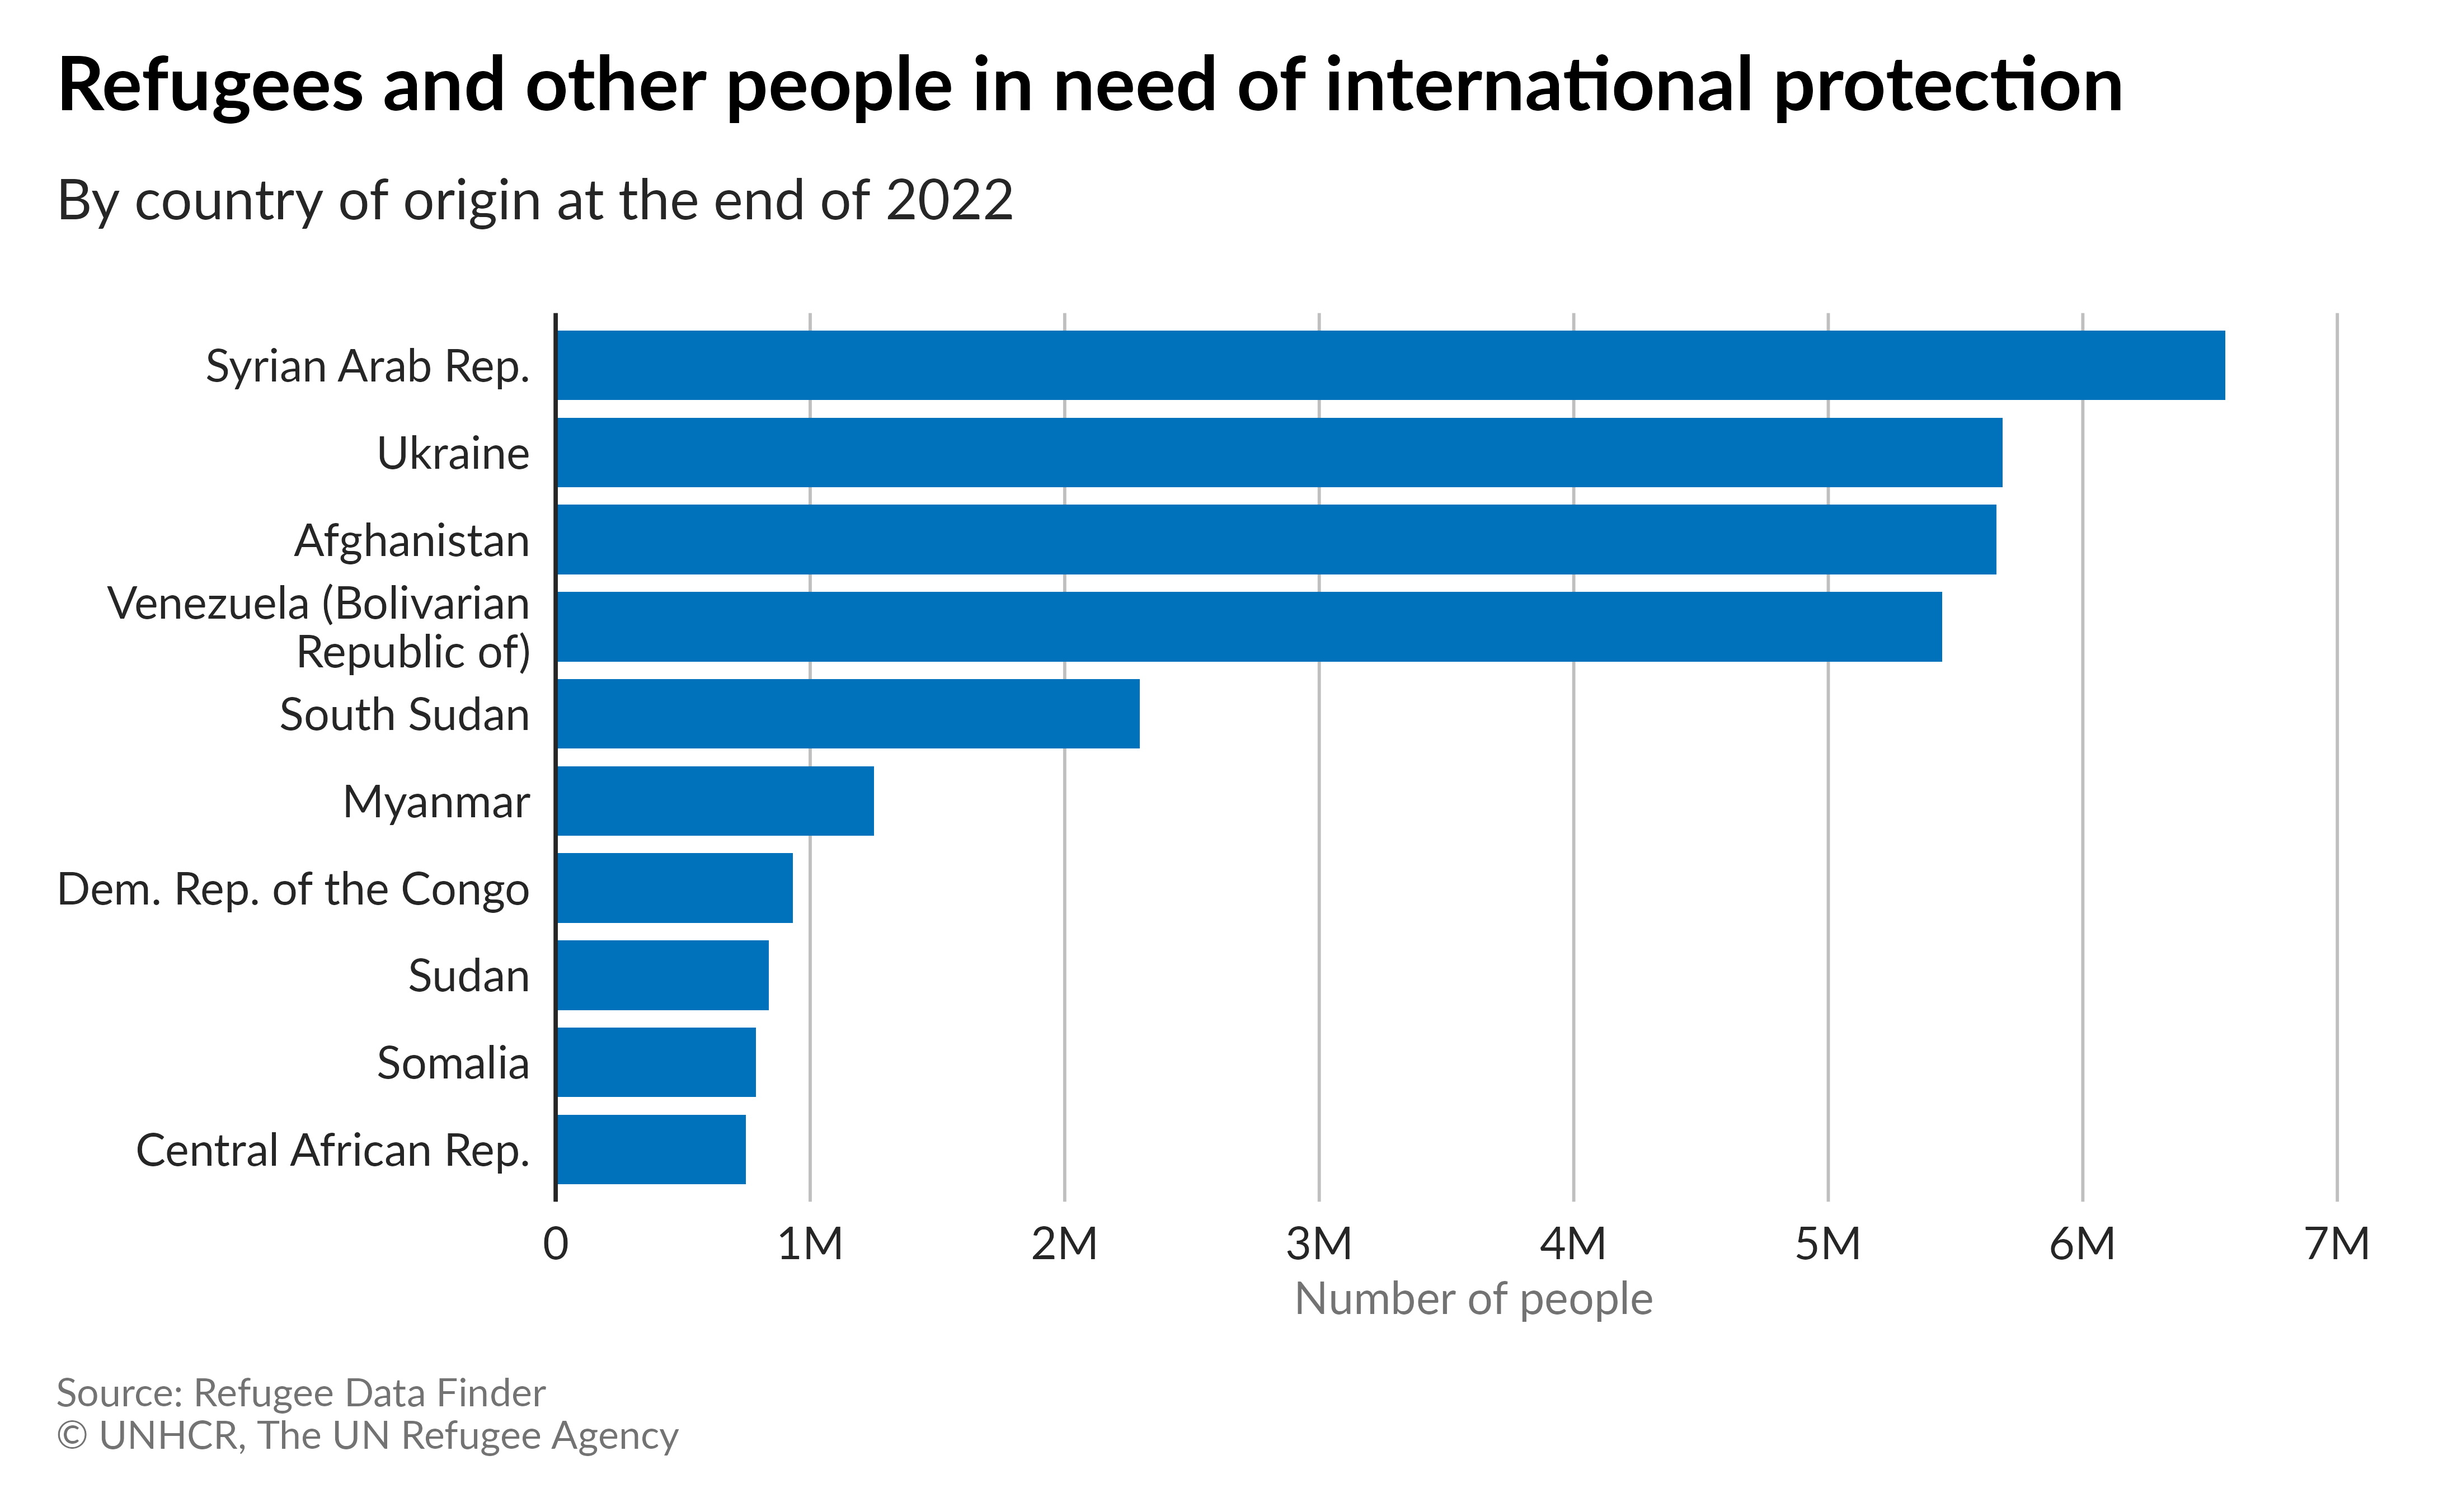 Refugees and other people in need of international protection
By country of origin at the end of 2022
Syrian Arab Rep.
Ukraine
Afghanistan
Venezuela (Bolivarian
Republic of)
South Sudan
Myanmar
Dem. Rep. of the Congo
Sudan
Somalia
Central African Rep.
0 1M 2M 3M 4M 5M 6M 7M
Number of people
Source: Refugee Data Finder
© UNHCR, The UN Refugee Agency